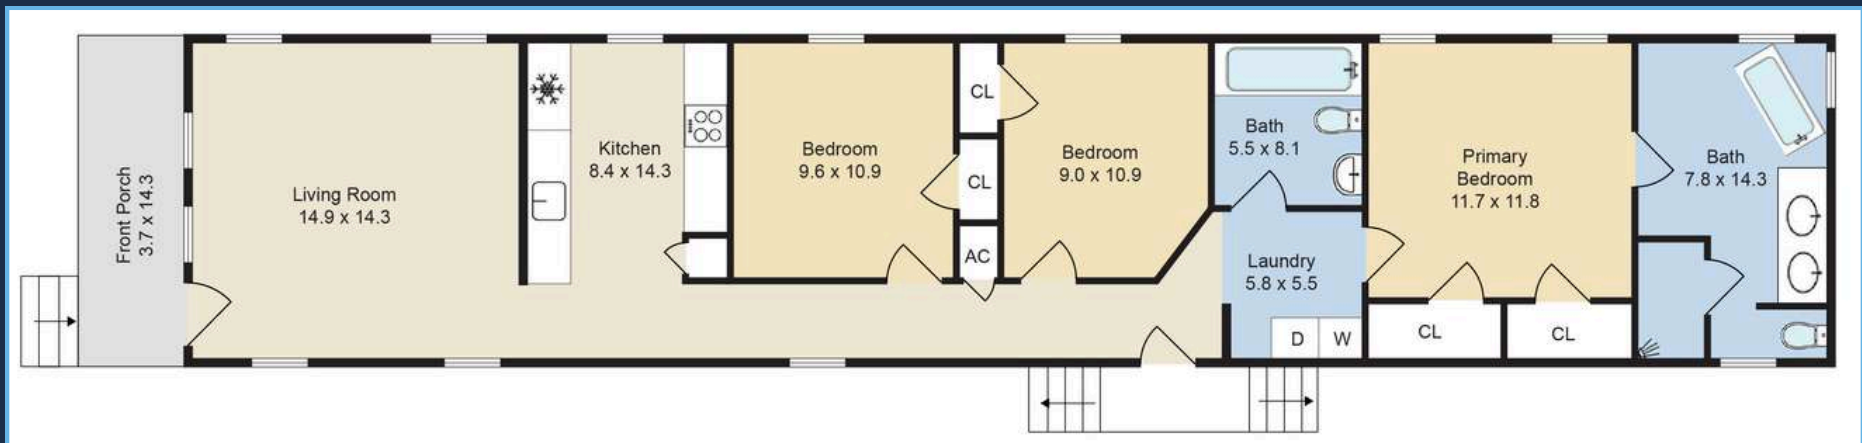 Front Porch
3.7 x 14.3
Living Room
14.9 x 14.3
Kitchen
8.4 x 14.3
Bedroom
9.6 x 10.9
CL
CL
AC
Bedroom
9.0 x 10.9
Bath
5.5 x 8.1
Laundry
5.8 x 5.5
D
W
Primary
Bedroom
11.7 x 11.8
CL
CL
Bath
7.8 x 14.3